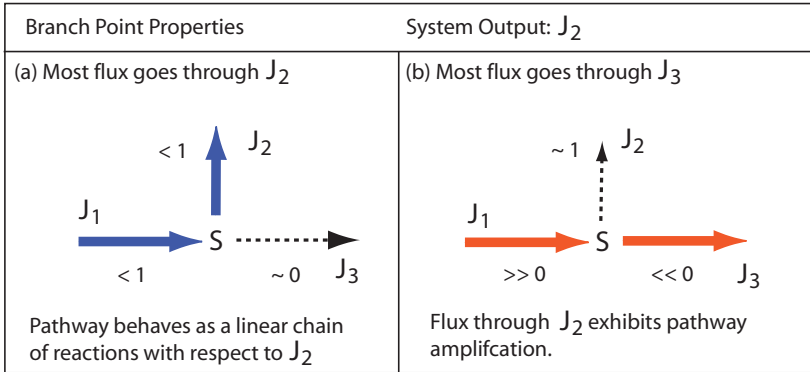 Branch Point Properties
System Output: J2
(a) Most flux goes through J2
< 1
J2
J1
S
< 1
~ 0
J3
Pathway behaves as a linear chain
of reactions with respect to J2
(b) Most flux goes through J3
~ 1
J2
J1
S
>> 0
<< 0
J3
Flux through J2 exhibits pathway
amplifcation.